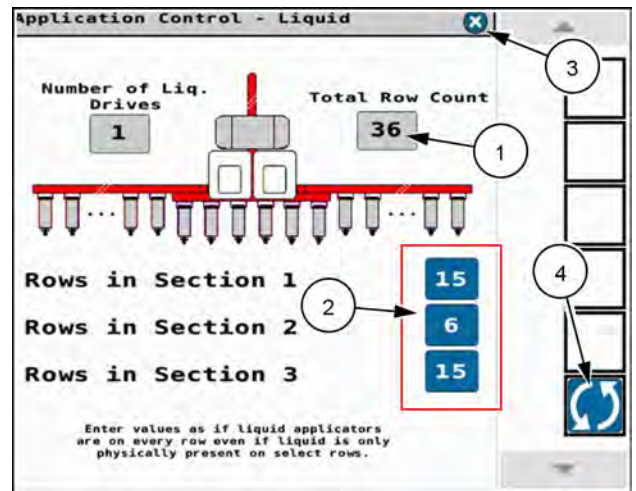 Application Control - Liquid
3
Number of Liq.
Drives
1
Total Row Count
36
1
Rows in Section 1
15
2
4
Rows in Section 2
6
Rows in Section 3
15
Enter values as if liquid applicators
are on every row even if liquid is only
physically present on select rows.